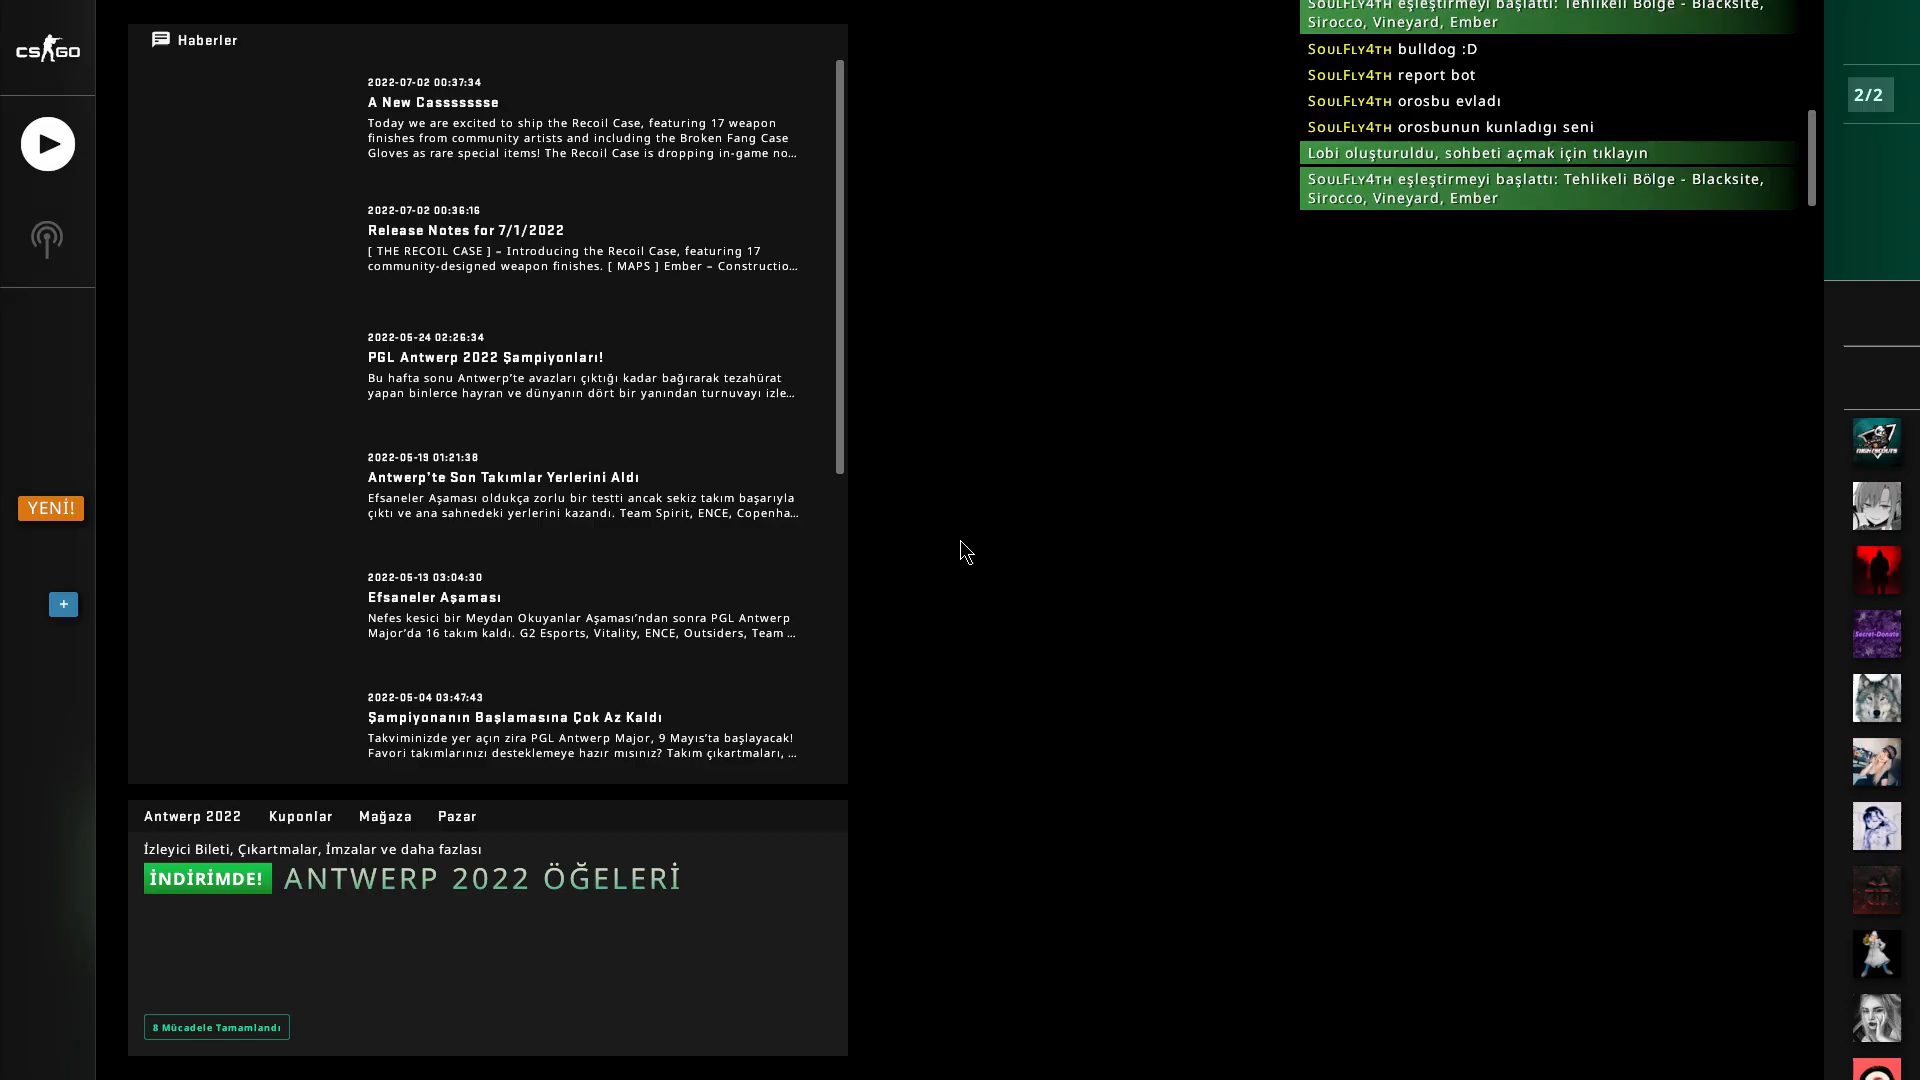 CS GO
Haberler
2022-07-02 00:37:34
A New Cassssssse
Today we are excited to ship the Recoil Case, featuring 17 weapon
finishes from community artists and including the Broken Fang Case
Gloves as rare special items! The Recoil Case is dropping in-game no…
2022-07-02 00:36:16
Release Notes for 7/1/2022
[ THE RECOIL CASE ] – Introducing the Recoil Case, featuring 17
community-designed weapon finishes. [ MAPS ] Ember – Constructio…
2022-05-24 02:26:34
PGL Antwerp 2022 Şampiyonları!
Bu hafta sonu Antwerp’te avazları çıktığı kadar bağırarak tezahürat
yapan binlerce hayran ve dünyanın dört bir yanından turnuvayı izle…
2022-05-19 01:21:38
Antwerp’te Son Takımlar Yerlerini Aldı
Efsaneler Aşaması oldukça zorlu bir testti ancak sekiz takım başarıyla
çıktı ve ana sahnedeki yerlerini kazandı. Team Spirit, ENCE, Copenha…
2022-05-13 03:04:30
Efsaneler Aşaması
Nefes kesici bir Meydan Okuyanlar Aşaması’ndan sonra PGL Antwerp
Major’da 16 takım kaldı. G2 Esports, Vitality, ENCE, Outsiders, Team …
2022-05-04 03:47:43
Şampiyonanın Başlamasına Çok Az Kaldı
Takviminizde yer açın zira PGL Antwerp Major, 9 Mayıs’ta başlayacak!
Favori takımlarınızı desteklemeye hazır mısınız? Takım çıkartmaları, …
YENİ!
+
Antwerp 2022 Kuponlar Mağaza Pazar
İzleyici Bileti, Çıkartmalar, İmzalar ve daha fazlası
İNDİRİMDE! ANTWERP 2022 ÖĞELERİ
8 Mücadele Tamamlandı
SoulFly4th eşleştirmeyi başlattı: Tehlikeli Bölge - Blacksite,
Sirocco, Vineyard, Ember
SoulFly4th bulldog :D
SoulFly4th report bot
SoulFly4th orosbu evladı
SoulFly4th orosbunun kunladıgı seni
Lobi oluşturuldu, sohbeti açmak için tıklayın
SoulFly4th eşleştirmeyi başlattı: Tehlikeli Bölge - Blacksite,
Sirocco, Vineyard, Ember
2/2
Secret-Donate